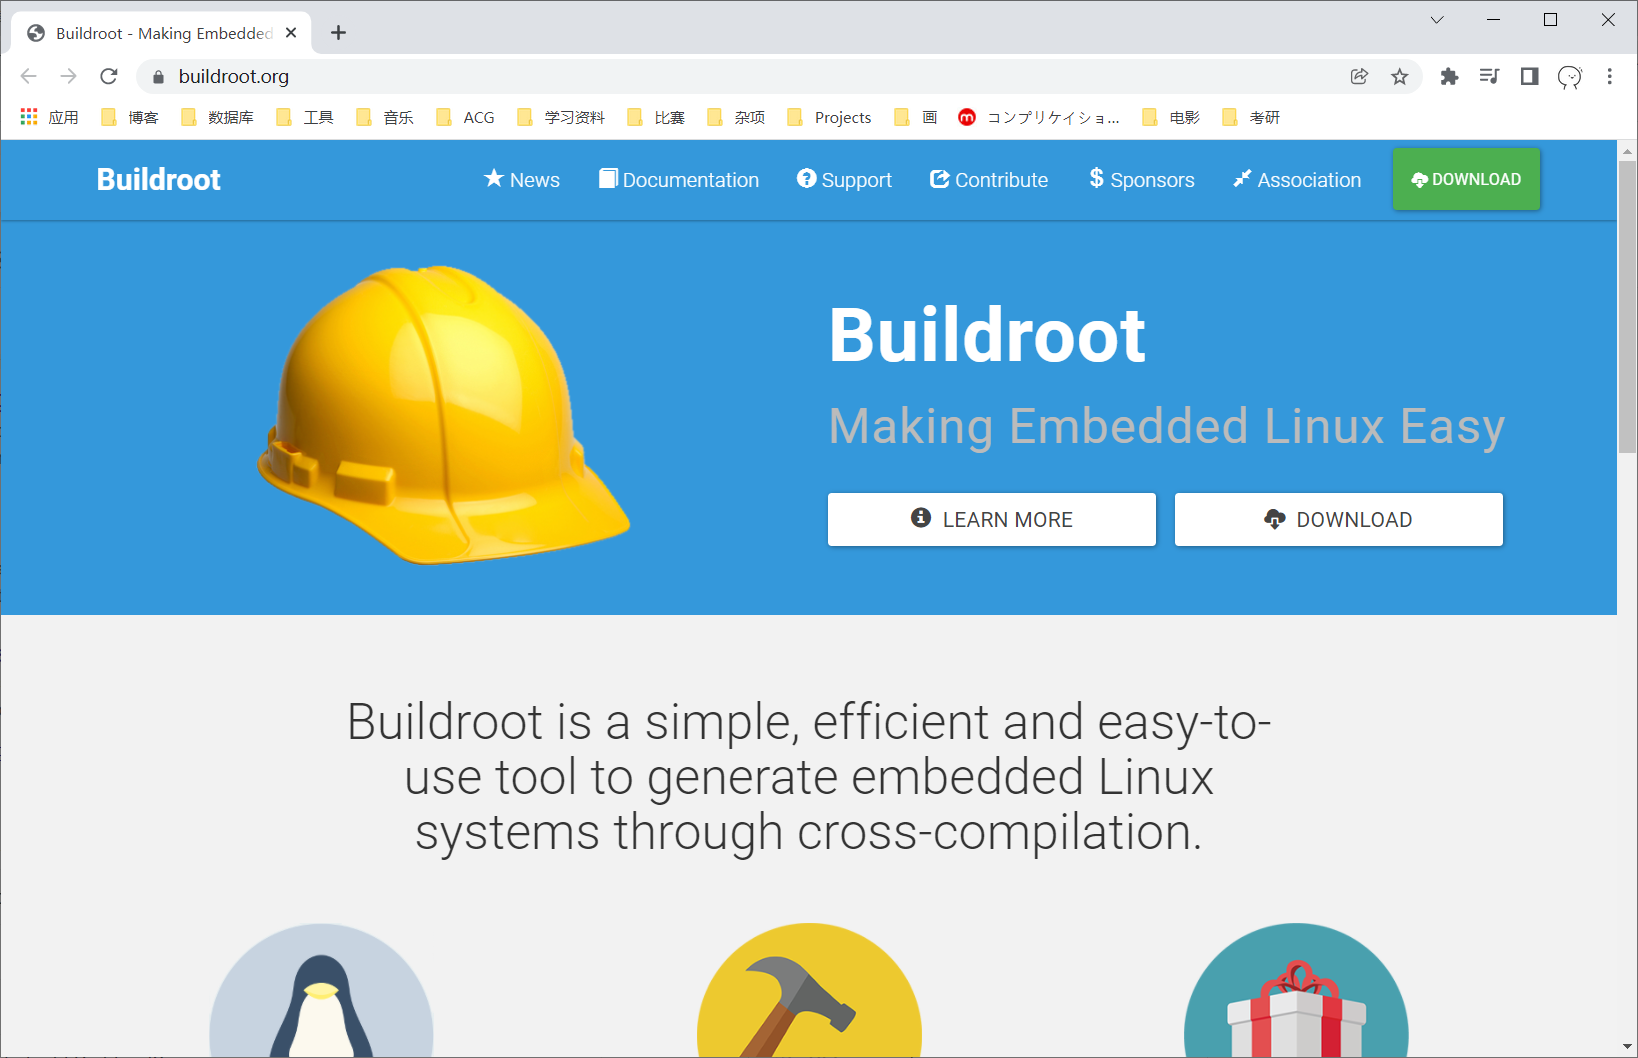 Buildroot - Making Embedded
buildroot.org
应用 博客 数据库 工具 音乐 ACG 学习资料 比赛 杂项 Projects 画 コンプリケイショ... 电影 考研
Buildroot News Documentation Support Contribute $ Sponsors Association DOWNLOAD
Buildroot
Making Embedded Linux Easy
LEARN MORE DOWNLOAD
Buildroot is a simple, efficient and easy-to-
use tool to generate embedded Linux
systems through cross-compilation.